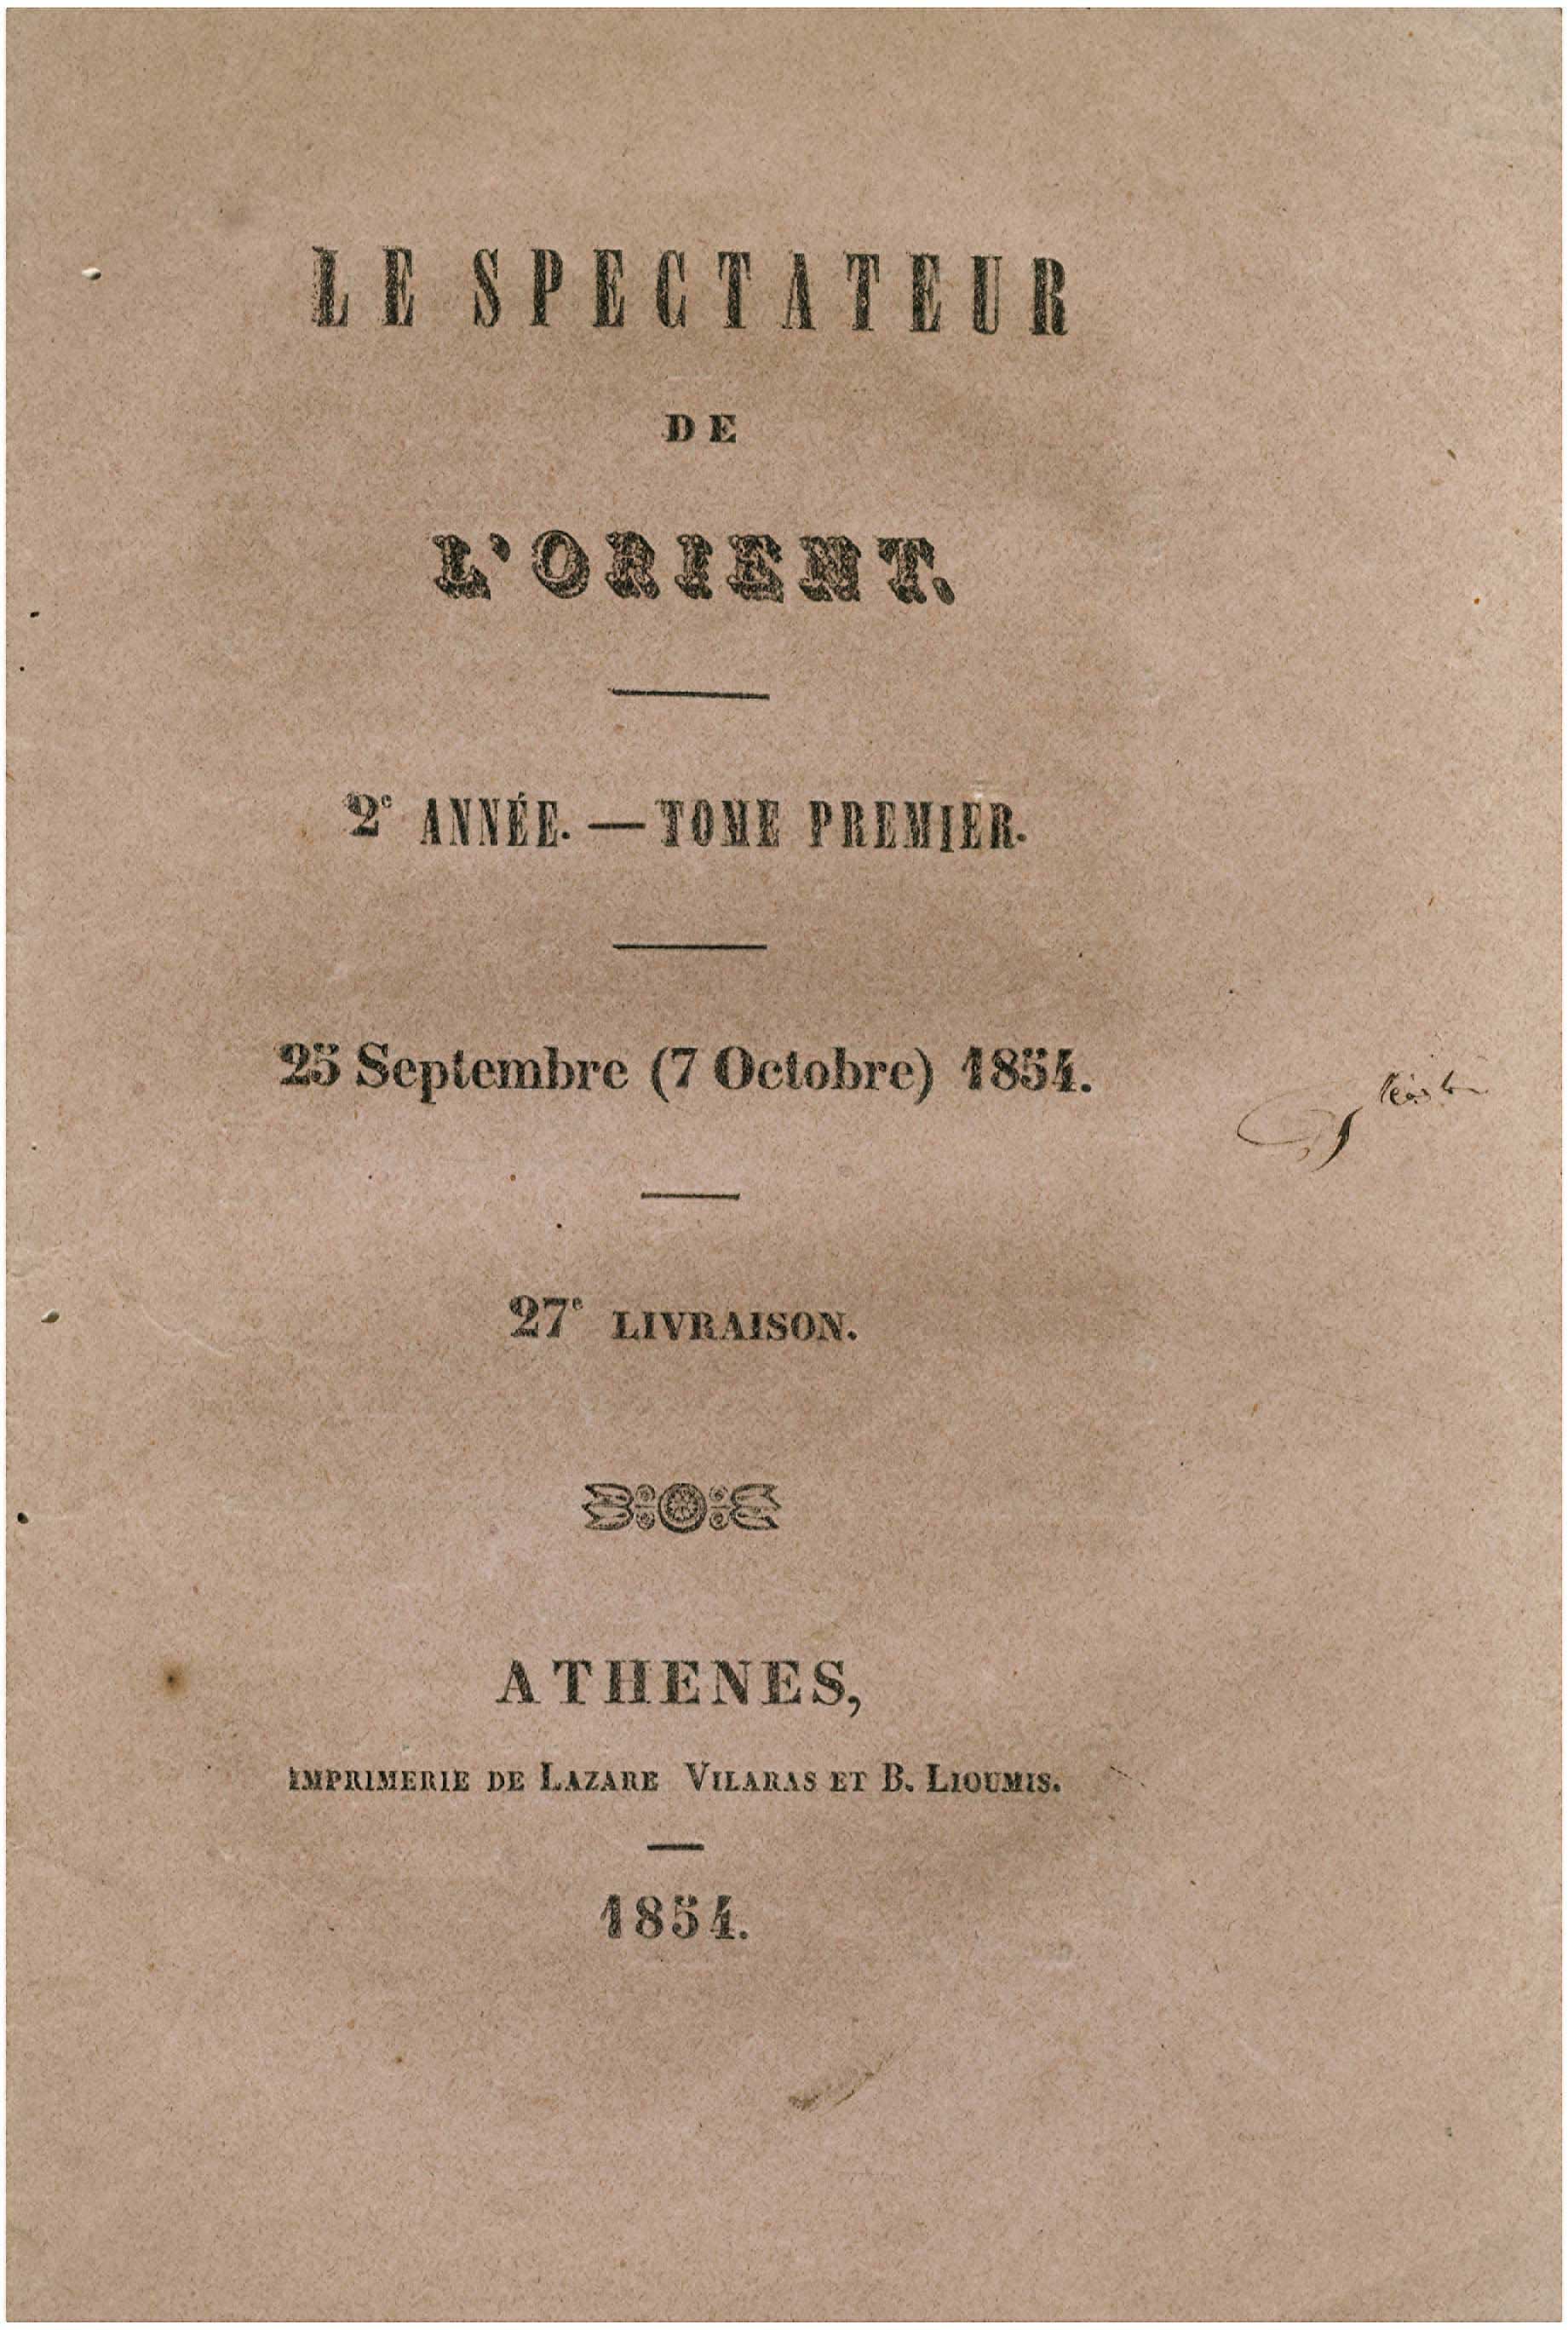 LE SPECTATEUR
DE
L'ORIENT.
2e ANNÉE. — TOME PREMIER.
25 Septembre (7 Octobre) 1854.
27e LIVRAISON.
ATHENES,
IMPRIMERIE DE LAZARE VILARAS ET B. LIOUMIS.
1854.